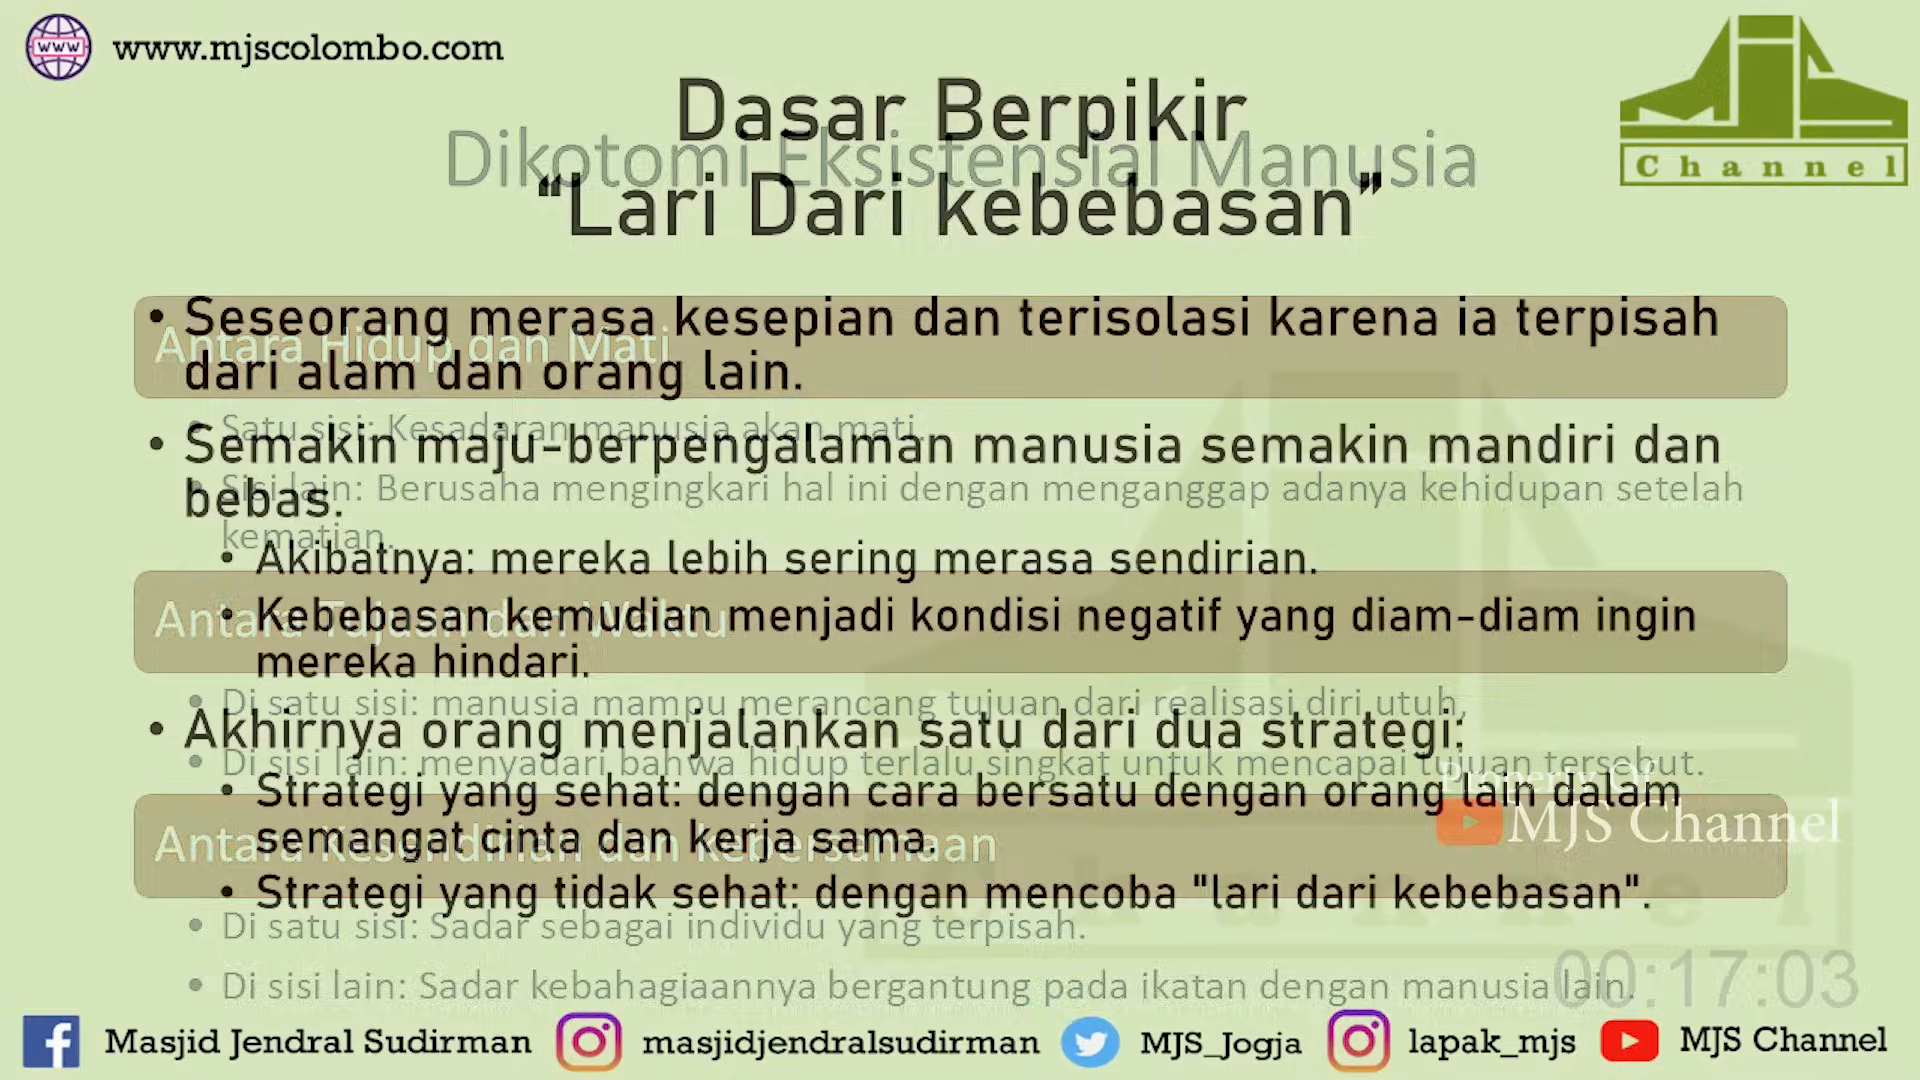 www.mjscolombo.com
Channel
Dasar Berpikir
“Lari Dari kebebasan”
Dikotomi Eksistensial Manusia
• Seseorang merasa kesepian dan terisolasi karena ia terpisah
dari alam dan orang lain.
• Semakin maju-berpengalaman manusia semakin mandiri dan
bebas.
• Akibatnya: mereka lebih sering merasa sendirian.
• Kebebasan kemudian menjadi kondisi negatif yang diam-diam ingin
mereka hindari.
• Akhirnya orang menjalankan satu dari dua strategi:
• Strategi yang sehat: dengan cara bersatu dengan orang lain dalam
semangat cinta dan kerja sama.
• Strategi yang tidak sehat: dengan mencoba "lari dari kebebasan".
Antara Hidup dan Mati
• Satu sisi: Kesadaran manusia akan mati.
• Sisi lain: Berusaha mengingkari hal ini dengan menganggap adanya kehidupan setelah
kematian.
Antara Tujuan dan Waktu
• Di satu sisi: manusia mampu merancang tujuan dari realisasi diri utuh,
• Di sisi lain: menyadari bahwa hidup terlalu singkat untuk mencapai tujuan tersebut.
Antara Kesendirian dan kebersamaan
• Di satu sisi: Sadar sebagai individu yang terpisah.
• Di sisi lain: Sadar kebahagiaannya bergantung pada ikatan dengan manusia lain.
Property Of
MJS Channel
00:17:03
Masjid Jendral Sudirman
masjidjendralsudirman
MJS_Jogja
lapak_mjs
MJS Channel